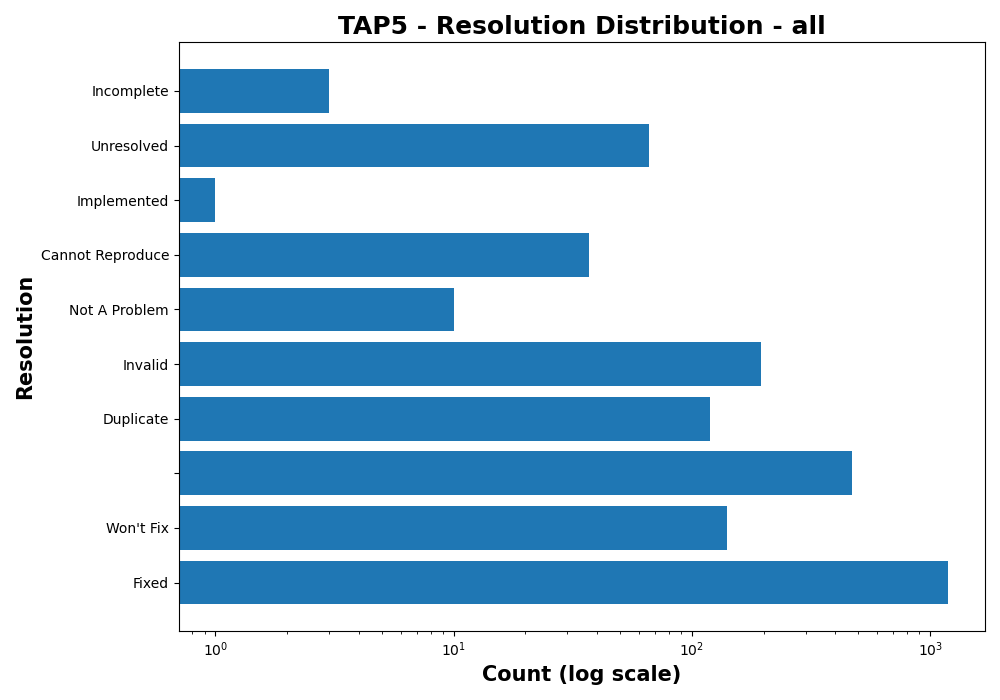 TAP5 - Resolution Distribution - all
Incomplete
Unresolved
Implemented
Cannot Reproduce
Not A Problem
Invalid
Duplicate
Won't Fix
Fixed
Resolution
10⁰ 10¹ 10² 10³
Count (log scale)